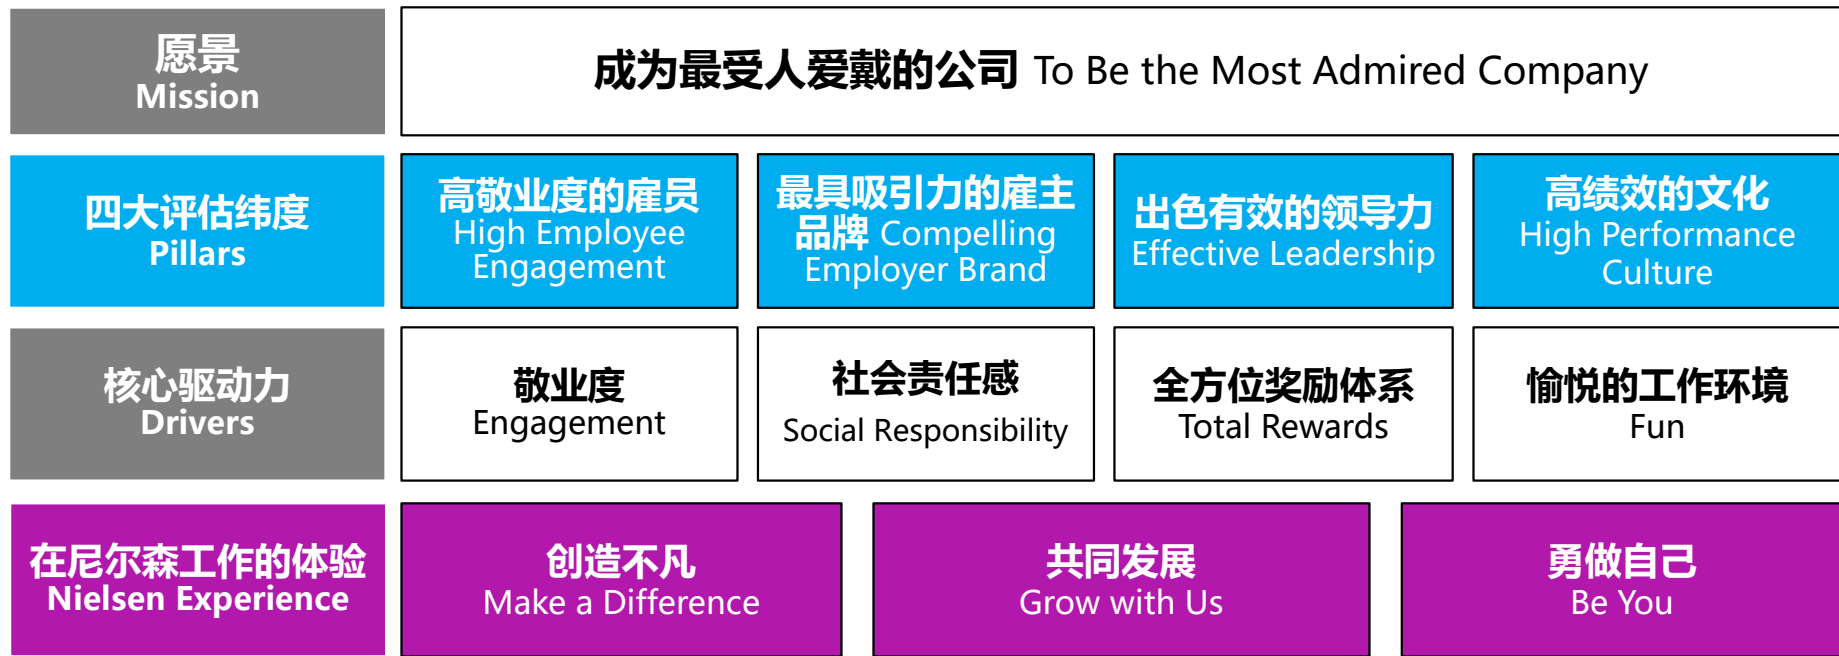 愿景
Mission
成为最受人爱戴的公司 To Be the Most Admired Company
四大评估纬度
Pillars
高敬业度的雇员
High Employee
Engagement
最具吸引力的雇主
品牌 Compelling
Employer Brand
出色有效的领导力
Effective Leadership
高绩效的文化
High Performance
Culture
核心驱动力
Drivers
敬业度
Engagement
社会责任感
Social Responsibility
全方位奖励体系
Total Rewards
愉悦的工作环境
Fun
在尼尔森工作的体验
Nielsen Experience
创造不凡
Make a Difference
共同发展
Grow with Us
勇做自己
Be You